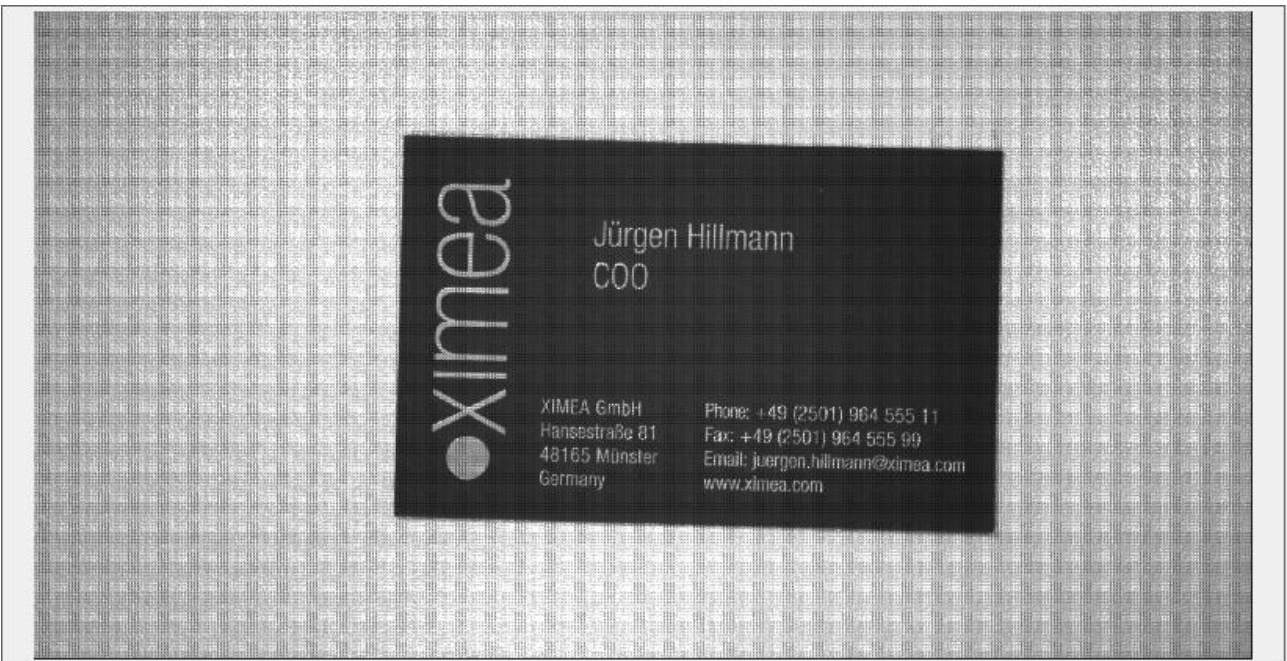 ximea
Jürgen Hillmann
COO
XIMEA GmbH
Hansestraße 81
48165 Münster
Germany
Phone: +49 (2501) 964 555 11
Fax: +49 (2501) 964 555 99
Email: juergen.hillmann@ximea.com
www.ximea.com